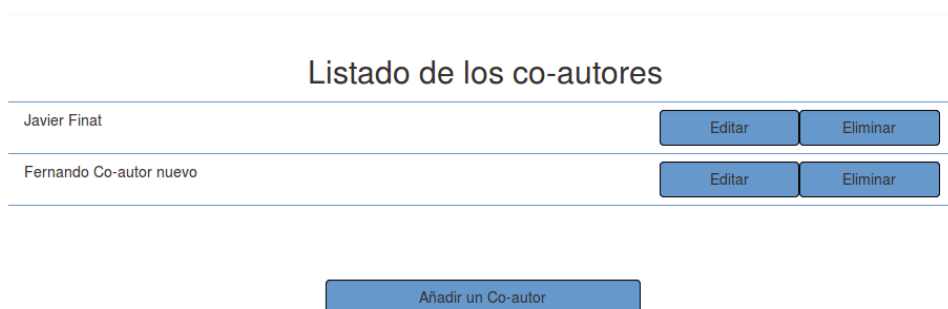 Listado de los co-autores
Javier Finat Editar Eliminar
Fernando Co-autor nuevo Editar Eliminar
Añadir un Co-autor